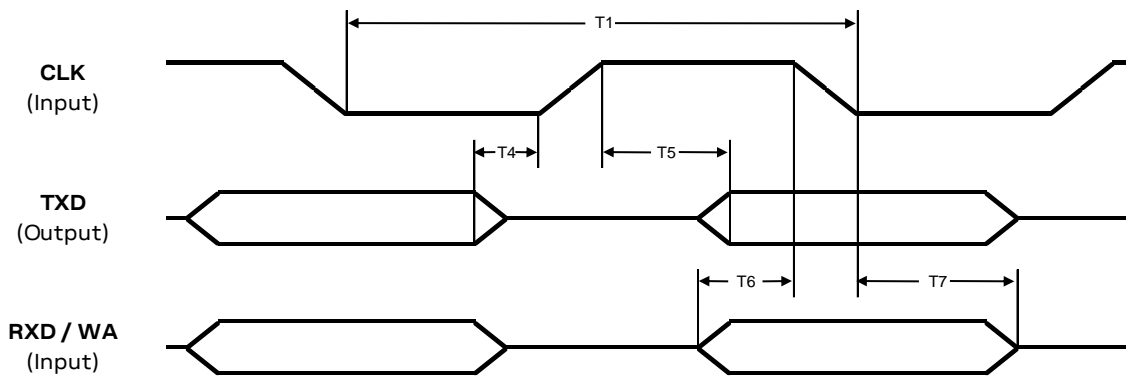 T1
CLK
(Input)
T4
T5
TXD
(Output)
T6
T7
RXD / WA
(Input)